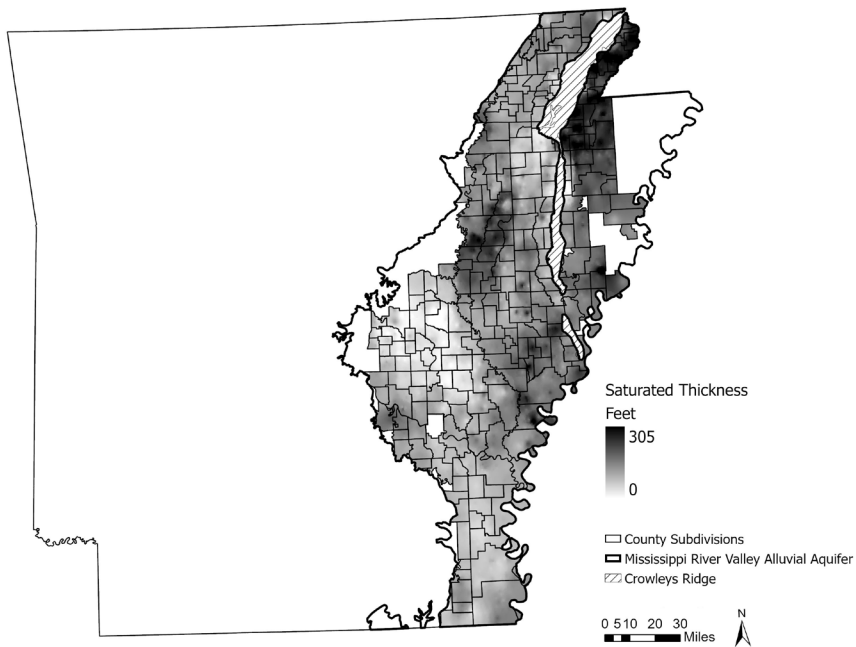 Saturated Thickness
Feet
305
0
County Subdivisions
Mississippi River Valley Alluvial Aquifer
Crowleys Ridge
N
0 5 10 20 30
Miles